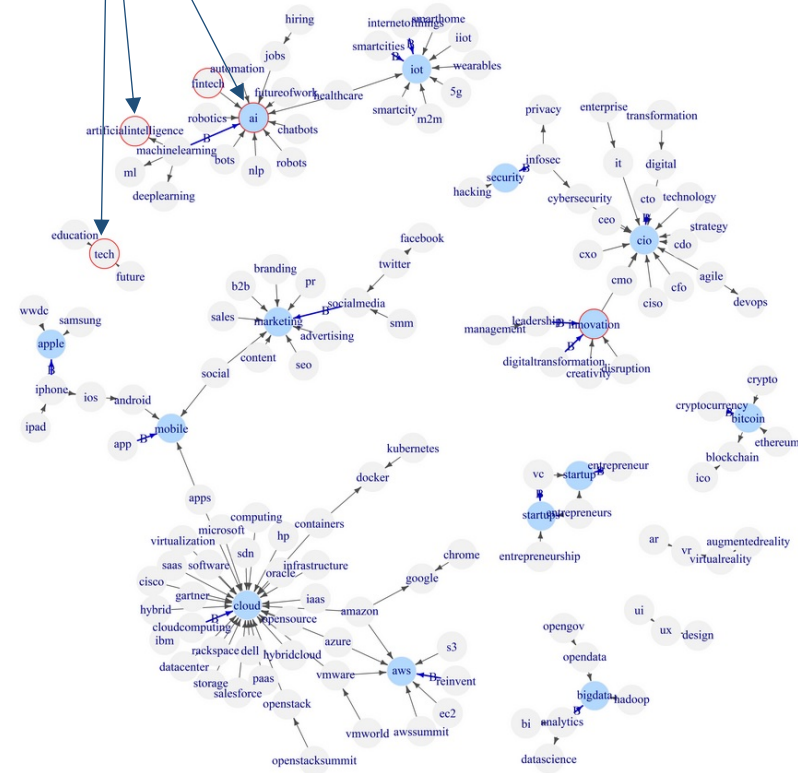 hiring
internetofthings
smarthome
smartcities
B
B
iiot
iot
wearables
5g
smartcity
m2m
jobs
automation
fintech
futureofwork
healthcare
robotics
ai
chatbots
artificialintelligence
B
machinelearning
bots
nlp
robots
ml
deeplearning
privacy
enterprise
transformation
infosec
B
it
digital
security
hacking
cybersecurity
cto
technology
ceo
B
strategy
cio
cdo
cxo
agile
cmo
cfo
ciso
devops
education
tech
future
facebook
twitter
branding
b2b
pr
socialmedia
B
sales
marketing
smm
advertising
content
seo
social
leadership
B
innovation
management
B
digitaltransformation
disruption
creativity
wwdc
samsung
apple
B
iphone
ios
android
ipad
app
B
mobile
crypto
cryptocurrency
B
bitcoin
ethereum
blockchain
ico
kubernetes
docker
apps
computing
microsoft
containers
virtualization
hp
sdn
saas
software
infrastructure
oracle
cisco
gartner
iaas
hybrid
cloud
opensource
B
cloudcomputing
ibm
amazon
chrome
google
azure
rackspace
dell
hybridcloud
datacenter
storage
paas
salesforce
vmware
openstack
s3
aws
B
reinvent
ec2
vmworld
awssummit
openstacksummit
vc
startup
B
entrepreneur
B
startups
entrepreneurs
entrepreneurship
ar
vr
augmentedreality
virtualreality
ui
ux
design
opengov
opendata
bigdata
hadoop
B
bi
analytics
datascience